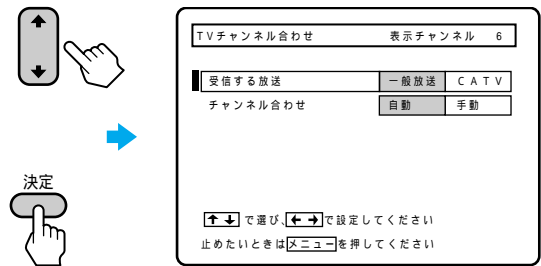 TVチャンネル合わせ 表示チャンネル 6
受信する放送 一般放送 CATV
チャンネル合わせ 自動 手動
決定
↑↓で選び、←→で設定してください
止めたいときはメニューを押してください